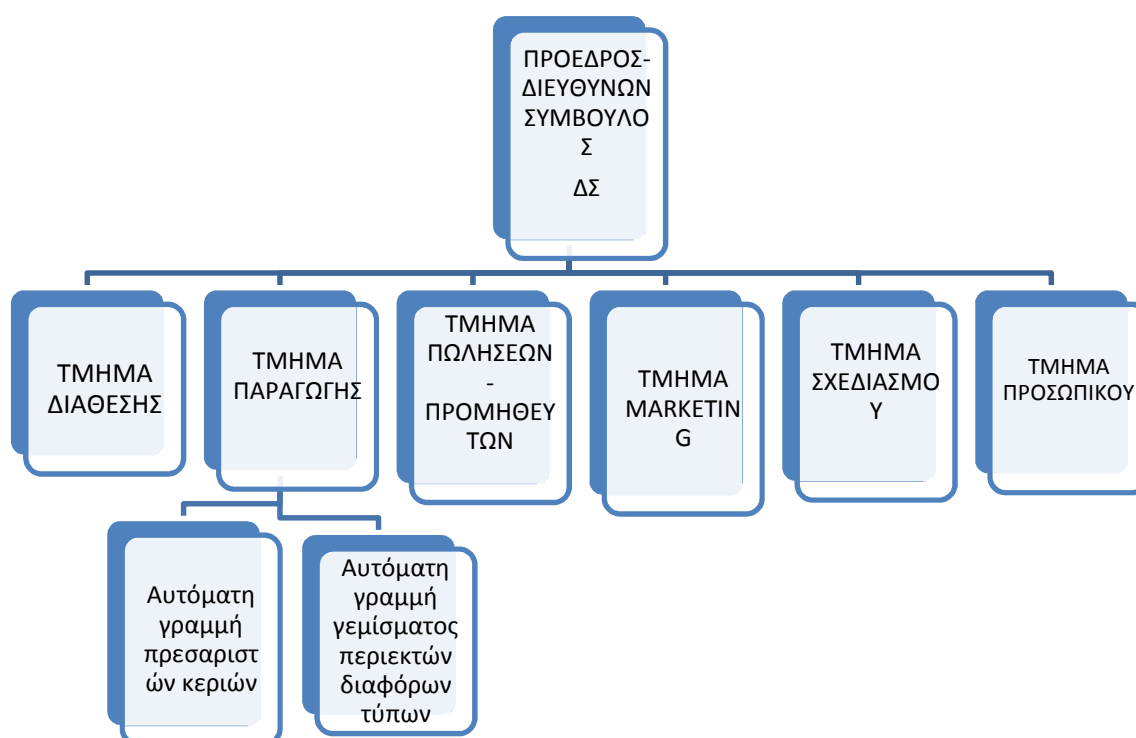 ΠΡΟΕΔΡΟΣ-
ΔΙΕΥΘΥΝΩΝ
ΣΥΜΒΟΥΛΟ
Σ
ΔΣ
ΤΜΗΜΑ
ΔΙΑΘΕΣΗΣ
ΤΜΗΜΑ
ΠΑΡΑΓΩΓΗΣ
ΤΜΗΜΑ
ΠΩΛΗΣΕΩΝ
-
ΠΡΟΜΗΘΕΥ
ΤΩΝ
ΤΜΗΜΑ
MARKETIN
G
ΤΜΗΜΑ
ΣΧΕΔΙΑΣΜΟ
Υ
ΤΜΗΜΑ
ΠΡΟΣΩΠΙΚΟΥ
Αυτόματη
γραμμή
πρεσαριστ
ών κεριών
Αυτόματη
γραμμή
γεμίσματος
περιεκτών
διαφόρων
τύπων